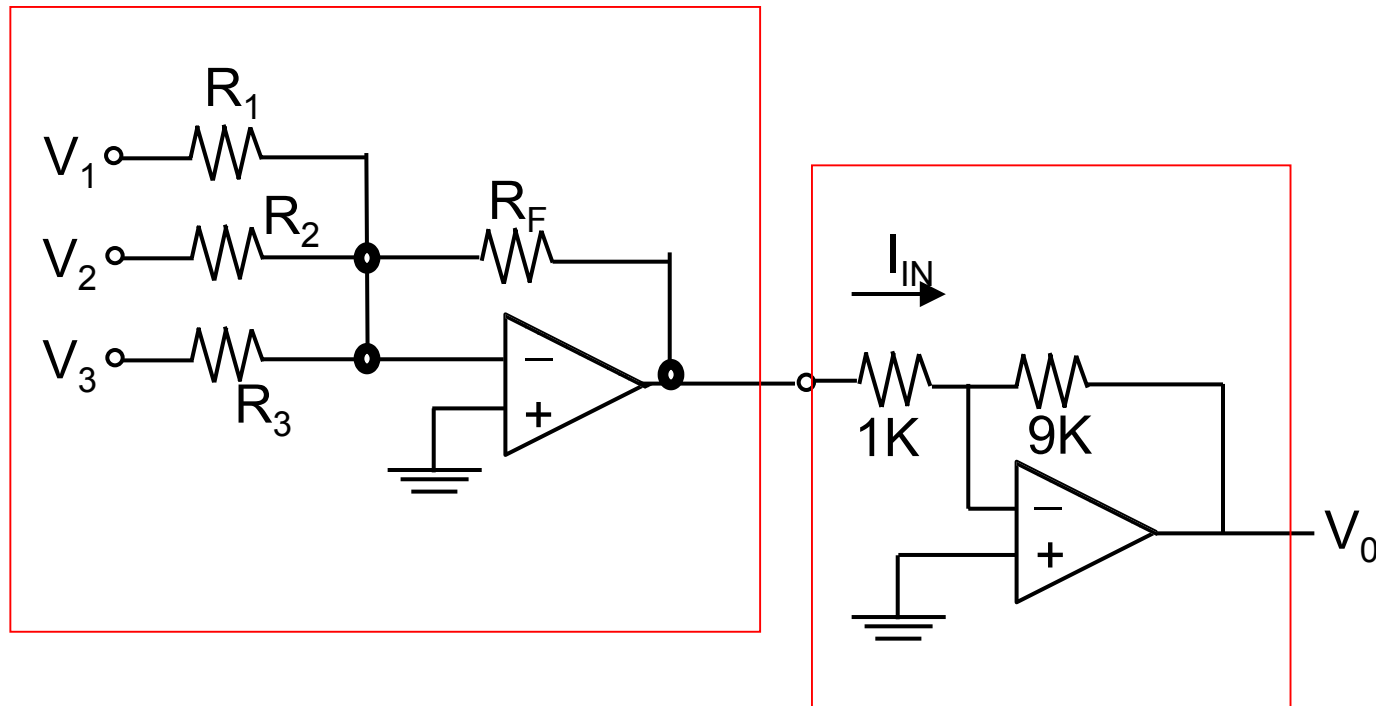 R1
V1
R2
RF
V2
IIN
V3
R3
−
+
1K
9K
−
+
V0